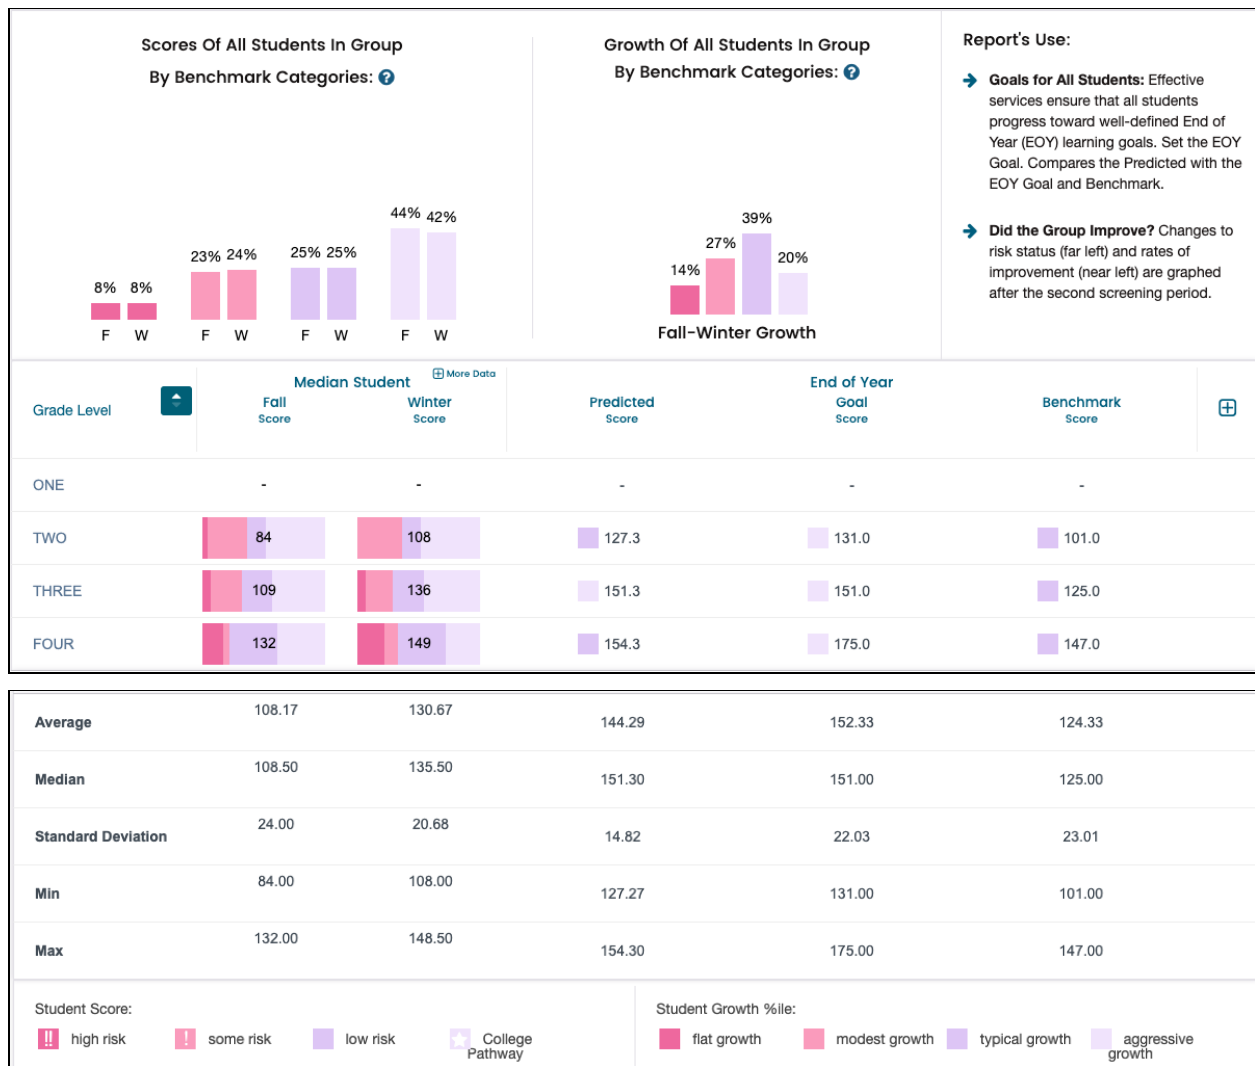 Scores Of All Students In Group
By Benchmark Categories: ?
8% 8% 23% 24% 25% 25% 44% 42%
F W F W F W F W
Growth Of All Students In Group
By Benchmark Categories: ?
14% 27% 39% 20%
Fall-Winter Growth
Report's Use:
Goals for All Students: Effective
services ensure that all students
progress toward well-defined End of
Year (EOY) learning goals. Set the EOY
Goal. Compares the Predicted with the
EOY Goal and Benchmark.
Did the Group Improve? Changes to
risk status (far left) and rates of
improvement (near left) are graphed
after the second screening period.
Median Student More Data End of Year
Grade Level Fall Winter Predicted Goal Benchmark
Score Score Score Score Score
ONE - - - - -
TWO 84 108 127.3 131.0 101.0
THREE 109 136 151.3 151.0 125.0
FOUR 132 149 154.3 175.0 147.0
Average 108.17 130.67 144.29 152.33 124.33
Median 108.50 135.50 151.30 151.00 125.00
Standard Deviation 24.00 20.68 14.82 22.03 23.01
Min 84.00 108.00 127.27 131.00 101.00
Max 132.00 148.50 154.30 175.00 147.00
Student Score:
!! high risk ! some risk low risk College
Pathway
Student Growth %ile:
flat growth modest growth typical growth aggressive
growth